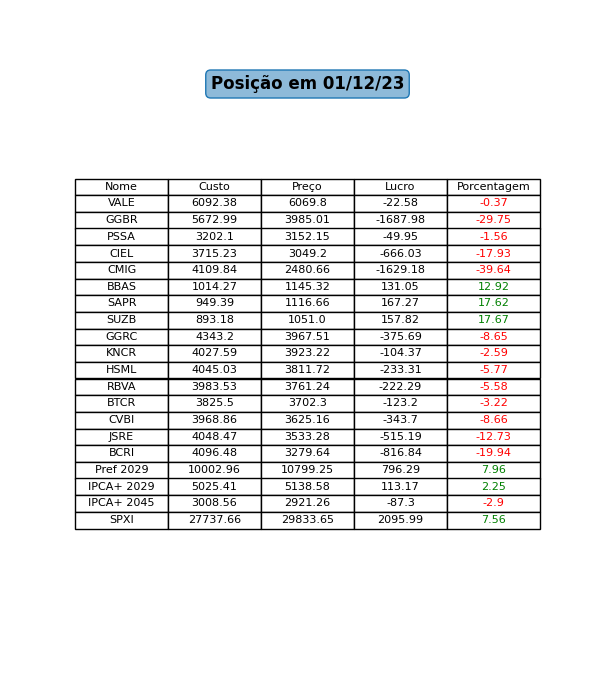 Posição em 01/12/23
Nome Custo Preço Lucro Porcentagem
VALE 6092.38 6069.8 -22.58 -0.37
GGBR 5672.99 3985.01 -1687.98 -29.75
PSSA 3202.1 3152.15 -49.95 -1.56
CIEL 3715.23 3049.2 -666.03 -17.93
CMIG 4109.84 2480.66 -1629.18 -39.64
BBAS 1014.27 1145.32 131.05 12.92
SAPR 949.39 1116.66 167.27 17.62
SUZB 893.18 1051.0 157.82 17.67
GGRC 4343.2 3967.51 -375.69 -8.65
KNCR 4027.59 3923.22 -104.37 -2.59
HSML 4045.03 3811.72 -233.31 -5.77
RBVA 3983.53 3761.24 -222.29 -5.58
BTCR 3825.5 3702.3 -123.2 -3.22
CVBI 3968.86 3625.16 -343.7 -8.66
JSRE 4048.47 3533.28 -515.19 -12.73
BCRI 4096.48 3279.64 -816.84 -19.94
Pref 2029 10002.96 10799.25 796.29 7.96
IPCA+ 2029 5025.41 5138.58 113.17 2.25
IPCA+ 2045 3008.56 2921.26 -87.3 -2.9
SPXI 27737.66 29833.65 2095.99 7.56